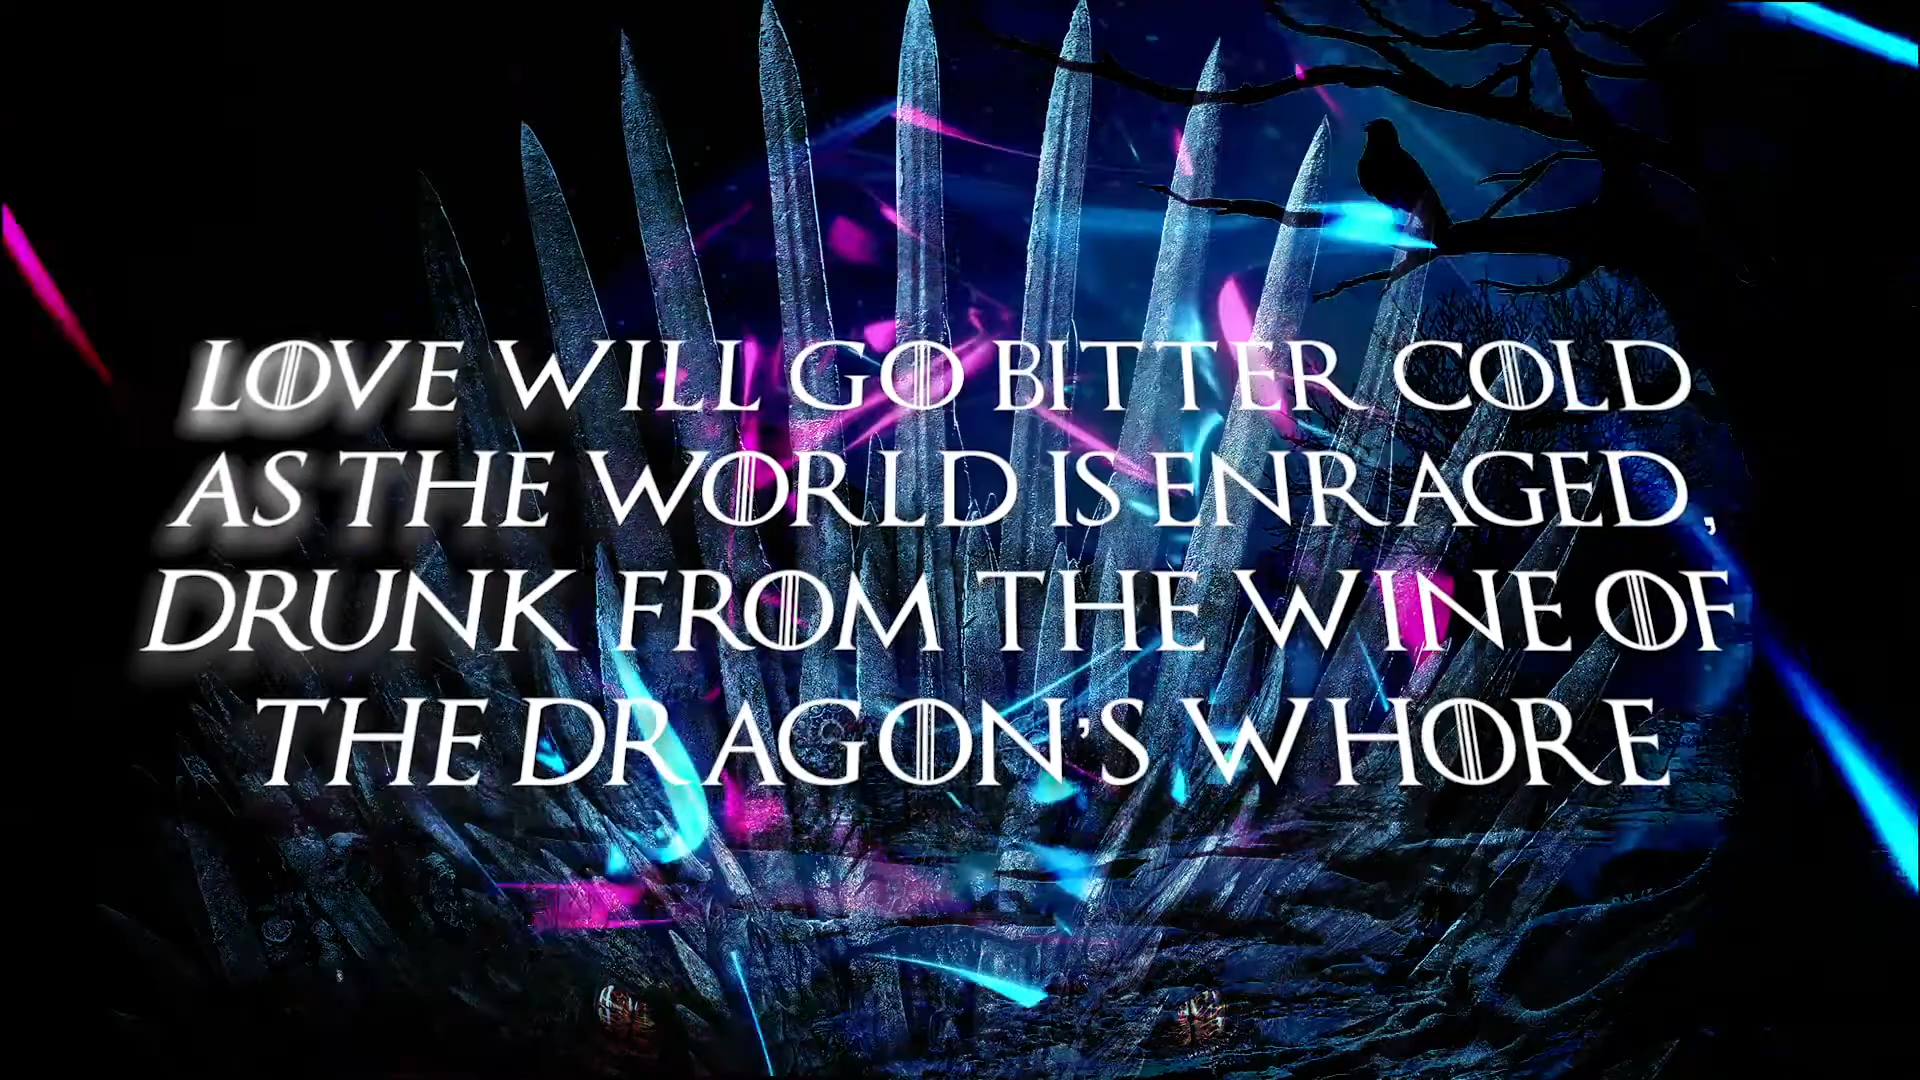 LOVE WILL GO BITTER COLD
AS THE WORLD IS ENRAGED,
DRUNK FROM THE WINE OF
THE DRAGON'S WHORE